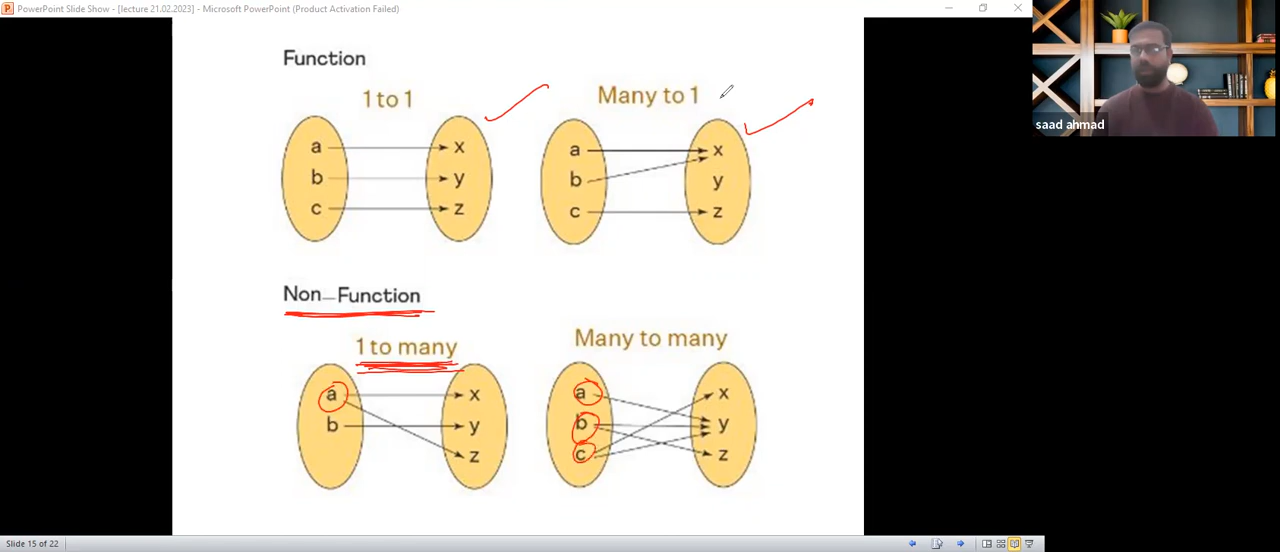 PowerPoint Slide Show - [lecture 21.02.2023] - Microsoft PowerPoint (Product Activation Failed)
saad ahmad
Function
1 to 1
Many to 1
a x
b y
c z
a x
b y
c z
Non-Function
1 to many
Many to many
a x
b y
z
a x
b y
c z
Slide 15 of 22